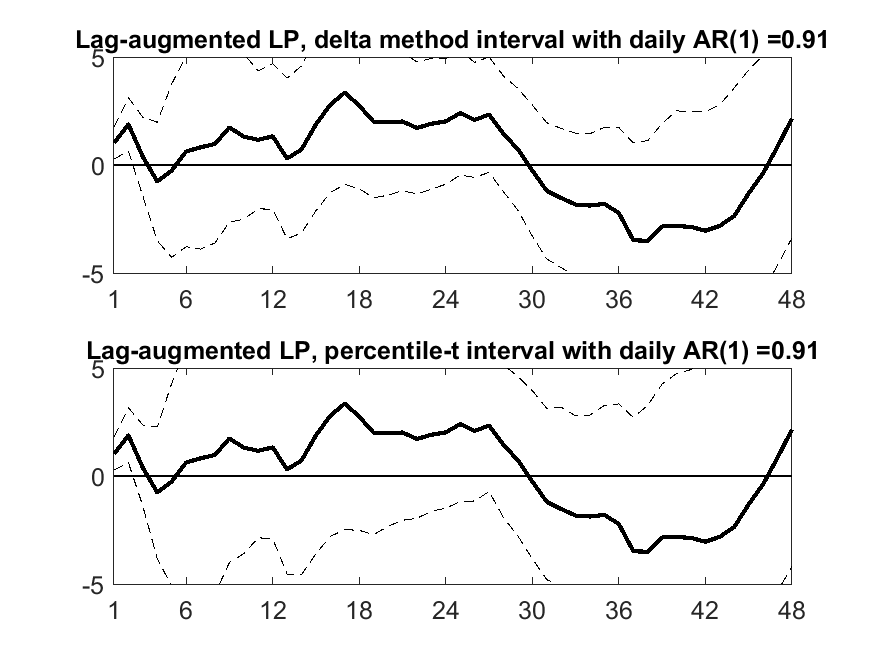 Lag-augmented LP, delta method interval with daily AR(1) =0.91
5
0
-5
1 6 12 18 24 30 36 42 48
Lag-augmented LP, percentile-t interval with daily AR(1) =0.91
5
0
-5
1 6 12 18 24 30 36 42 48